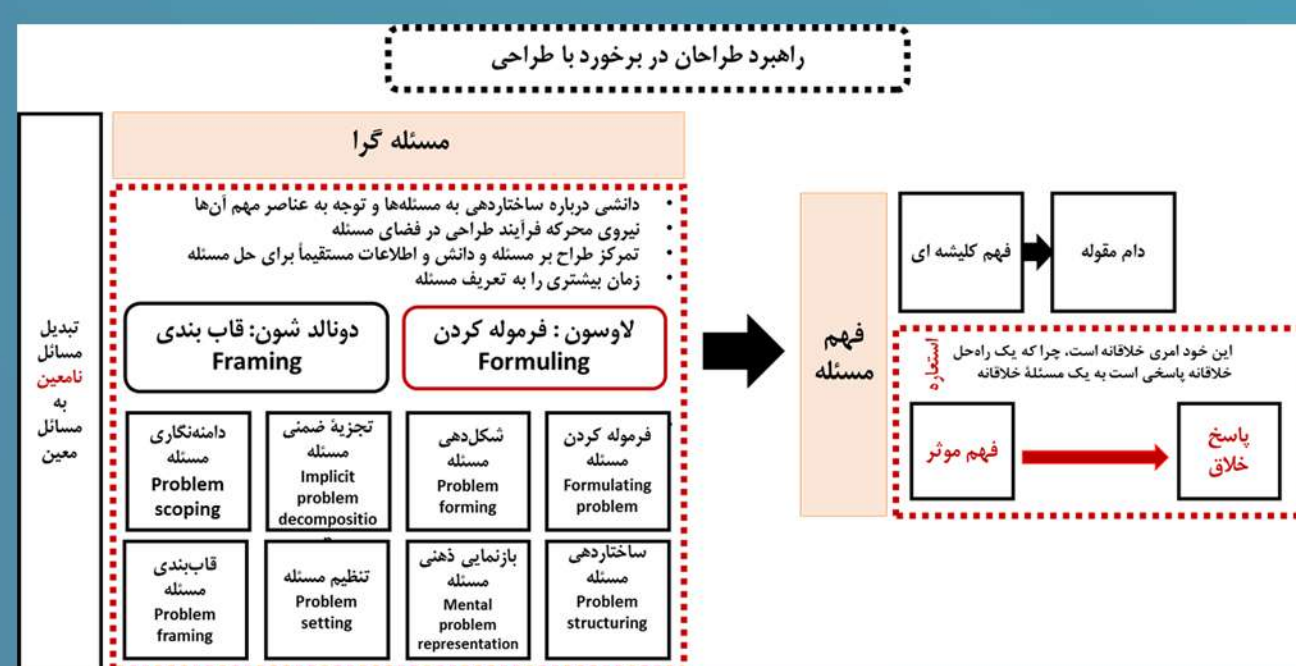 راهبرد طراحان در برخورد با طراحی
مسئله گرا
• دانشی درباره ساختاردهی به مسئله‌ها و توجه به عناصر مهم آن‌ها
• نیروی محرکه فرآیند طراحی در فضای مسئله
• تمرکز طراح بر مسئله و دانش و اطلاعات مستقیماً برای حل مسئله
• زمان بیشتری را به تعریف مسئله
لاوسون : فرموله کردن
Formuling
دونالد شون: قاب بندی
Framing
فرموله کردن
مسئله
Formulating
problem
شکل‌دهی
مسئله
Problem
forming
تجزیهٔ ضمنی
مسئله
Implicit
problem
decompositio
دامنه‌نگاری
مسئله
Problem
scoping
ساختاردهی
مسئله
Problem
structuring
بازنمایی ذهنی
مسئله
Mental
problem
representation
تنظیم مسئله
Problem
setting
قاب‌بندی
مسئله
Problem
framing
تبدیل
مسائل
نامعین
به
مسائل
معین
فهم
مسئله
فهم کلیشه ای
دام مقوله
استعاره
این خود امری خلاقانه است، چرا که یک راه‌حل
خلاقانه پاسخی است به یک مسئلهٔ خلاقانه
فهم موثر
پاسخ
خلاق